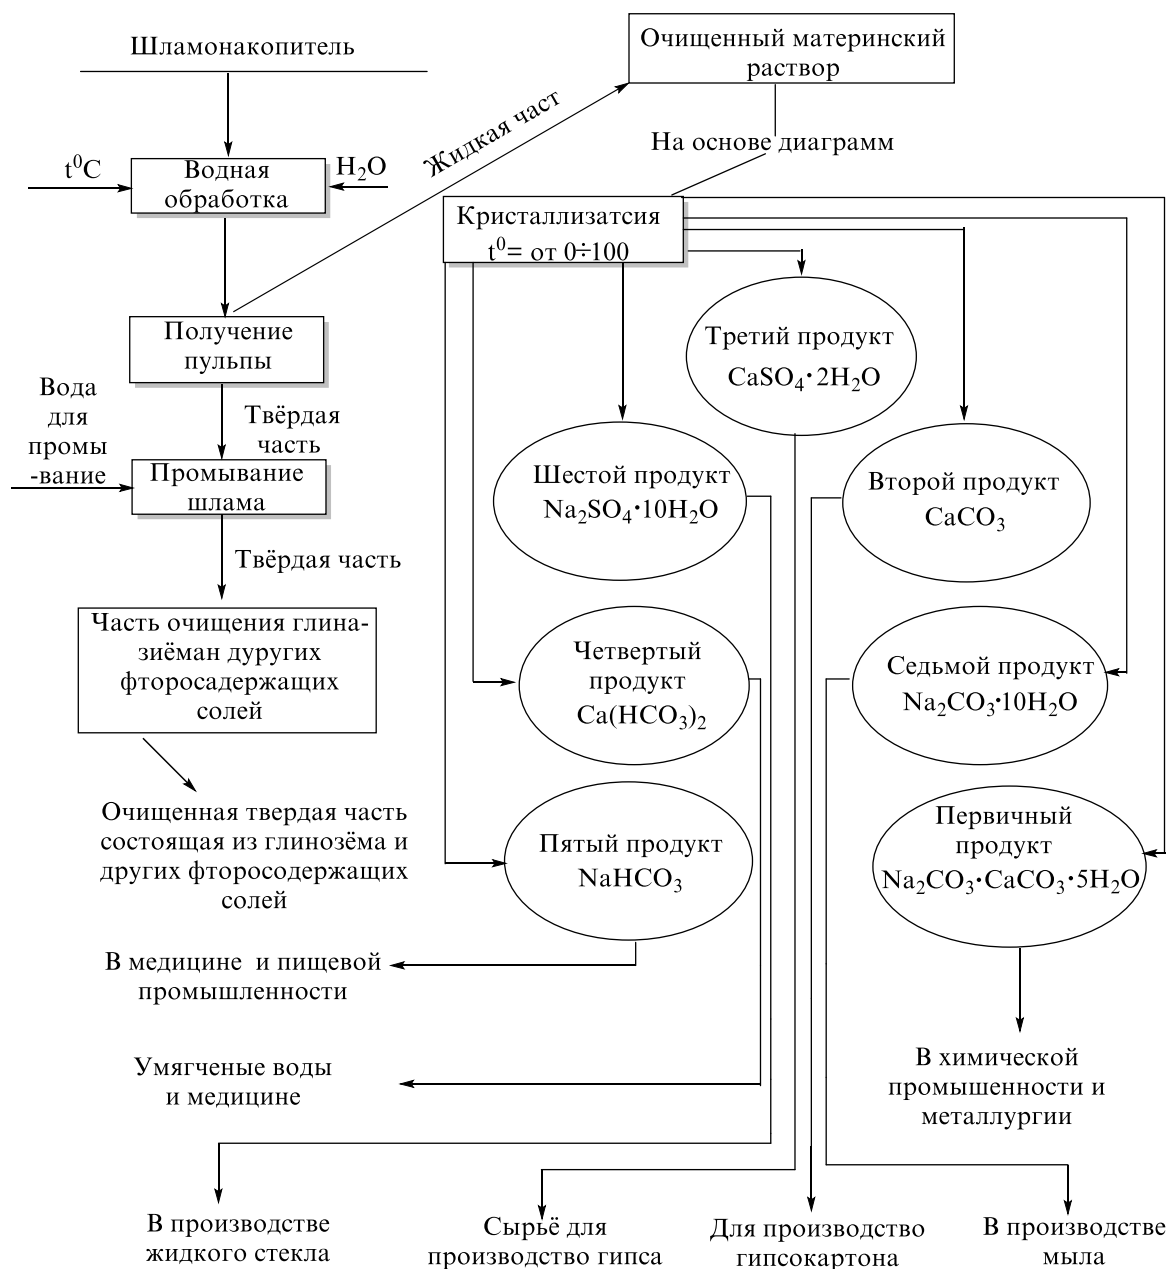 Шламонакопитель
Очищенный материнский
раствор
Жидкая част
На основе диаграмм
t⁰C
Водная
обработка
H₂O
Кристаллизатсия
t⁰= от 0÷100
Получение
пульпы
Третий продукт
CaSO₄·2H₂O
Вода
для
промы
-вание
Твёрдая
часть
Промывание
шлама
Шестой продукт
Na₂SO₄·10H₂O
Второй продукт
CaCO₃
Твёрдая часть
Часть очищения глина-
зиёман дуругих
фторосадержащих
солей
Четвертый
продукт
Ca(HCO₃)₂
Седьмой продукт
Na₂CO₃·10H₂O
Очищенная твердая часть
состоящая из глинозёма и
других фторосодержащих
солей
Пятый продукт
NaHCO₃
Первичный
продукт
Na₂CO₃·CaCO₃·5H₂O
В медицине и пищевой
промышленности
Умягченые воды
и медицине
В химической
промышенности и
металлургии
В производстве
жидкого стекла
Сырьё для
производство гипса
Для производство
гипсокартона
В производстве
мыла